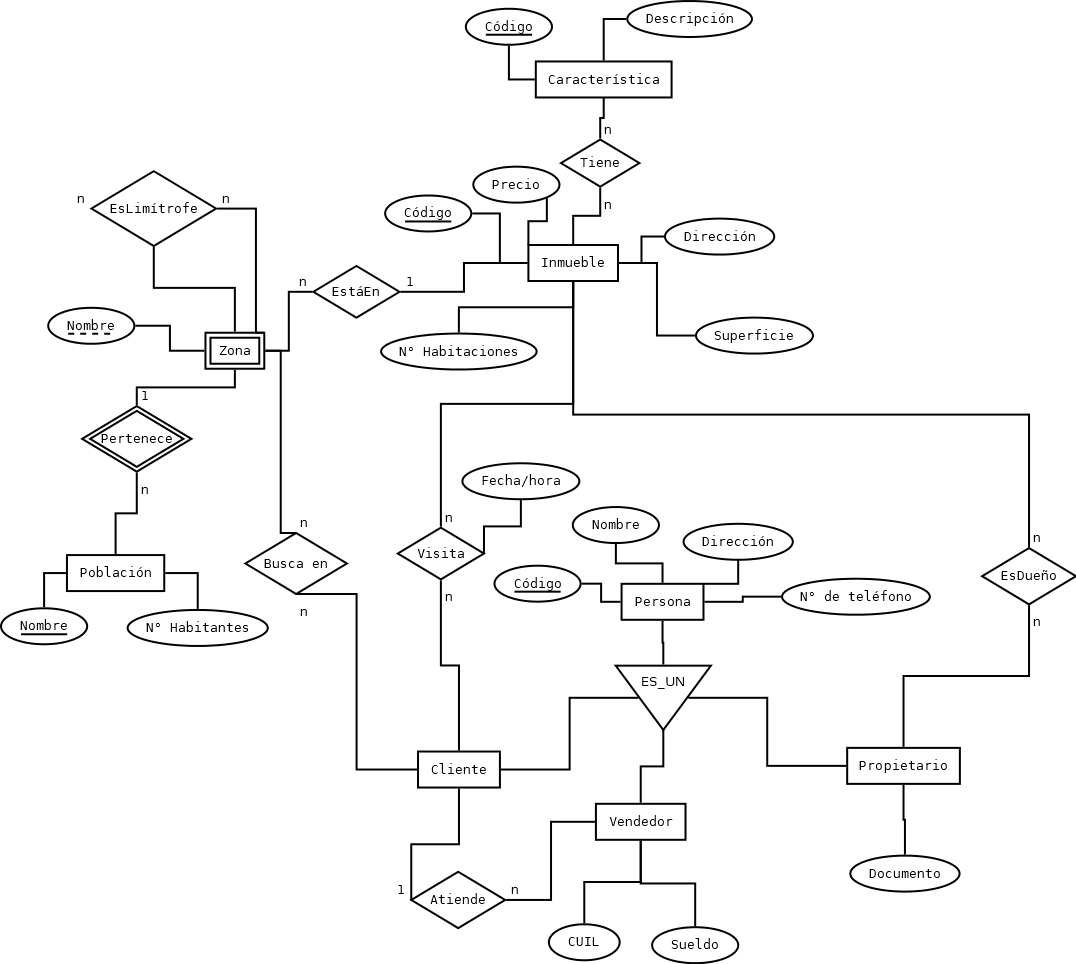 Código
Descripción
Característica
n
Tiene
Precio
n
n
n
EsLimítrofe
Código
Dirección
Inmueble
n
1
EstáEn
Nombre
Superficie
Zona
N° Habitaciones
1
Pertenece
n
Fecha/hora
n
n
Nombre
Dirección
n
Visita
Busca en
Población
EsDueño
Código
n
Persona
N° de teléfono
n
n
Nombre
N° Habitantes
ES_UN
Cliente
Propietario
Vendedor
Documento
1
n
Atiende
CUIL
Sueldo